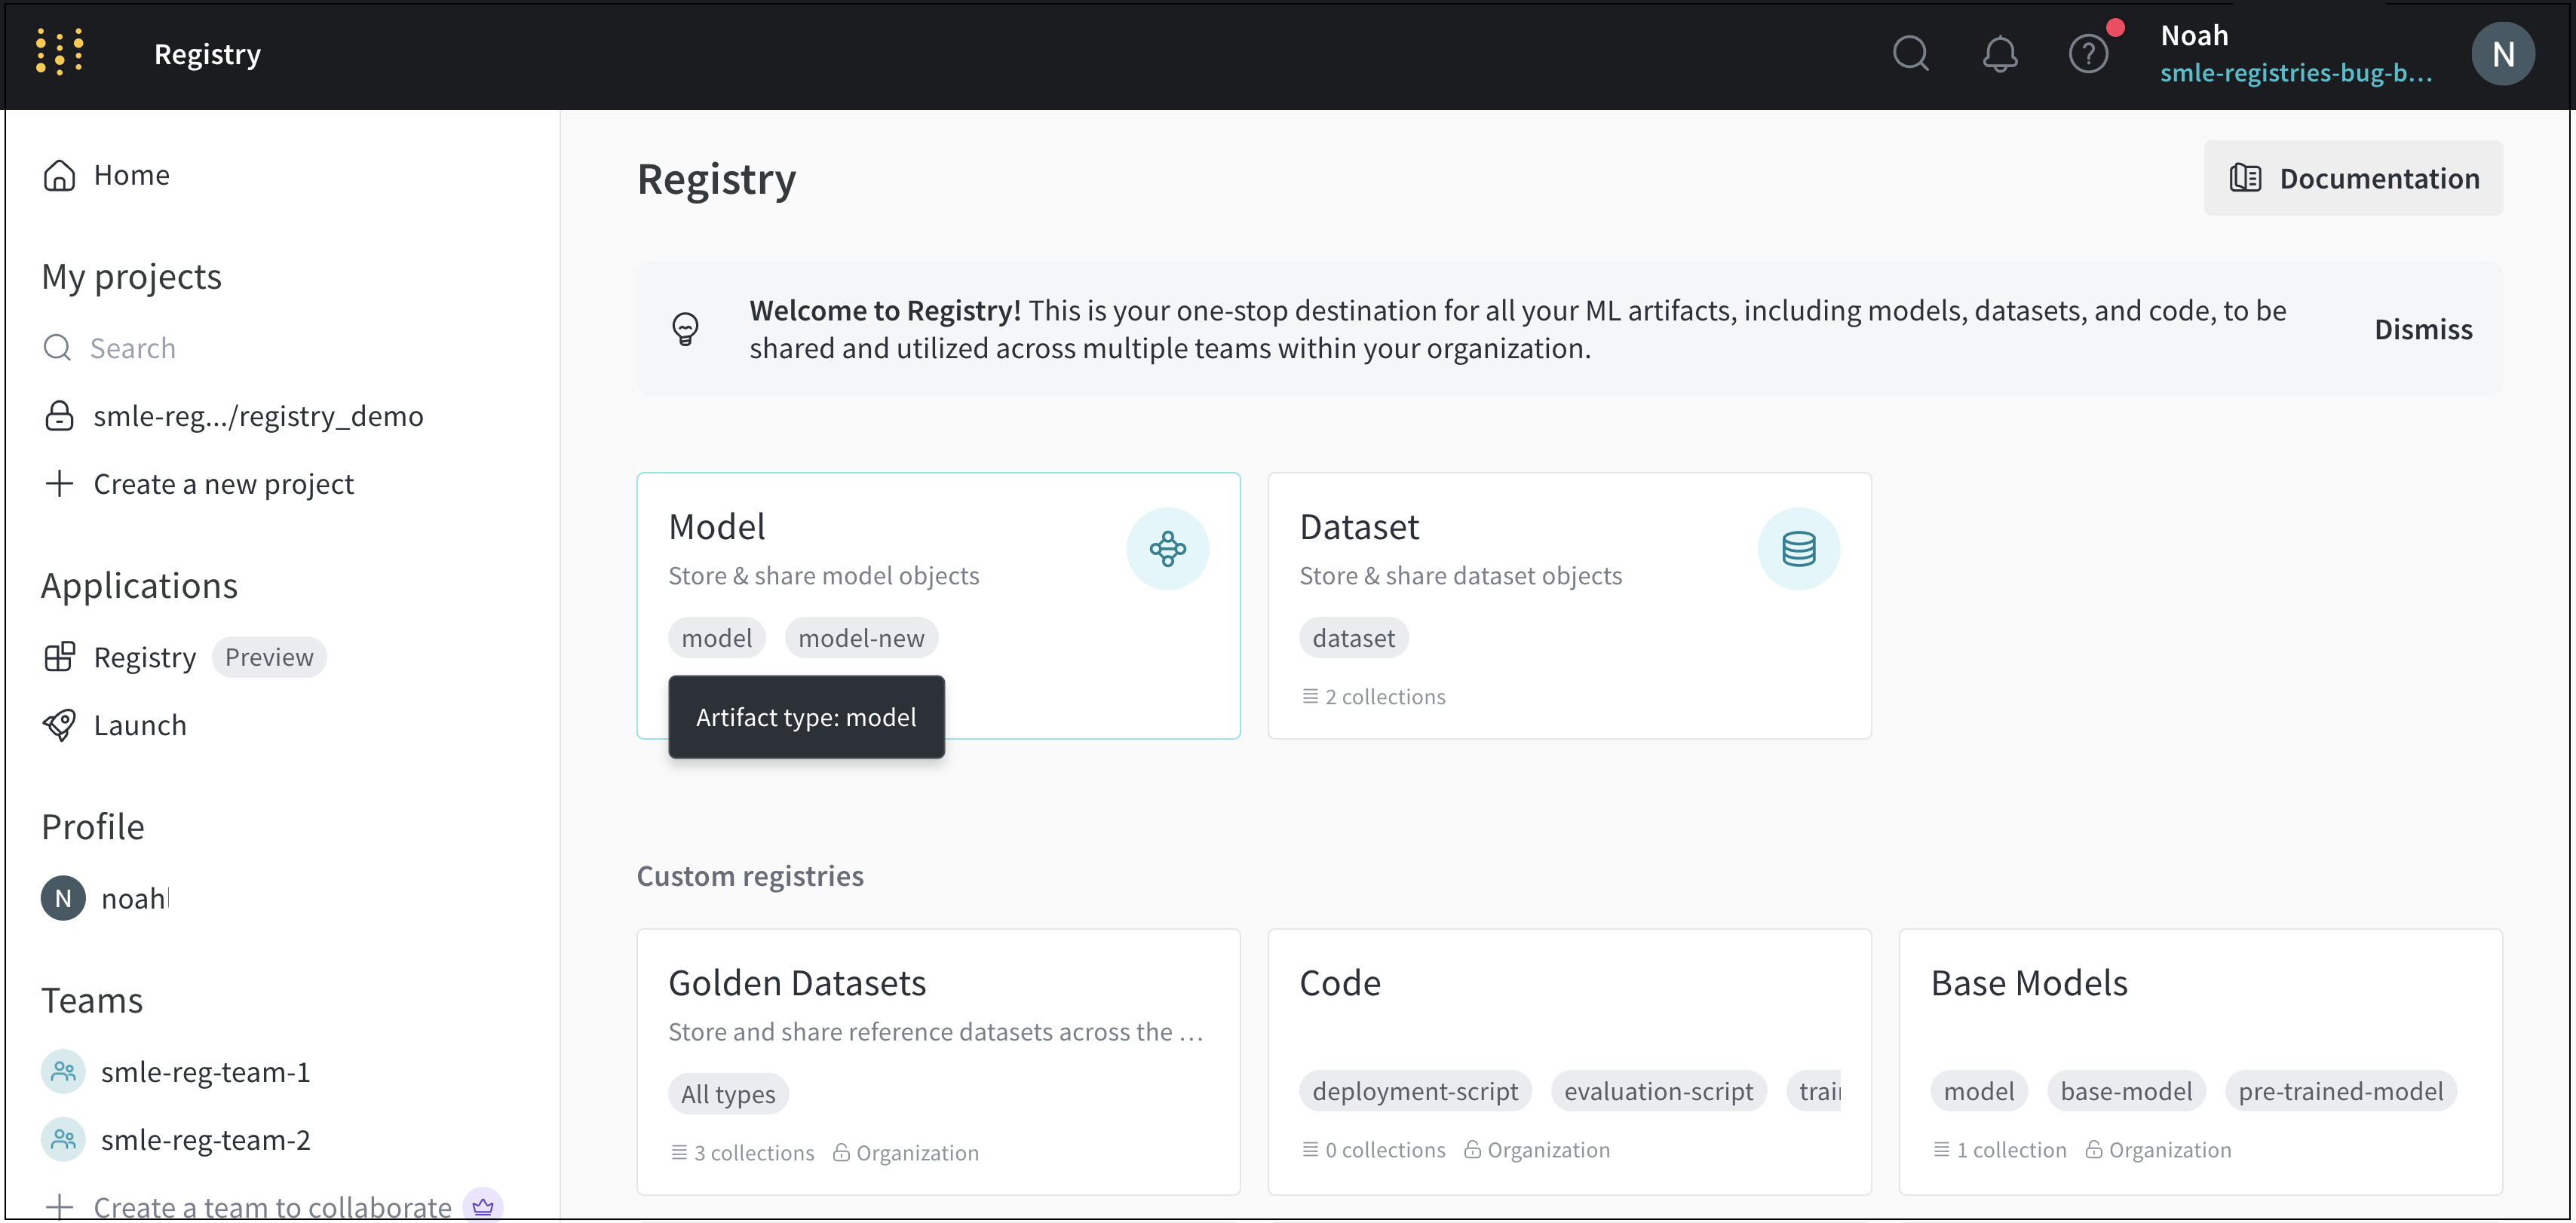 Registry
Noah
smle-registries-bug-b...
N
Home
My projects
Search
smle-reg.../registry_demo
Create a new project
Applications
Registry Preview
Launch
Profile
N noah
Teams
smle-reg-team-1
smle-reg-team-2
Create a team to collaborate
Registry
Documentation
Welcome to Registry! This is your one-stop destination for all your ML artifacts, including models, datasets, and code, to be
shared and utilized across multiple teams within your organization.
Dismiss
Model
Store & share model objects
model model-new
Artifact type: model
Dataset
Store & share dataset objects
dataset
2 collections
Custom registries
Golden Datasets
Store and share reference datasets across the ...
All types
3 collections Organization
Code
deployment-script evaluation-script
0 collections Organization
Base Models
model base-model pre-trained-model
1 collection Organization